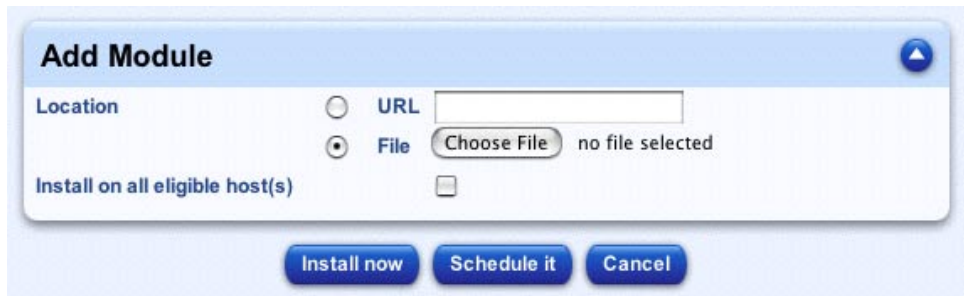 Add Module
Location URL
File Choose File no file selected
Install on all eligible host(s)
Install now Schedule it Cancel